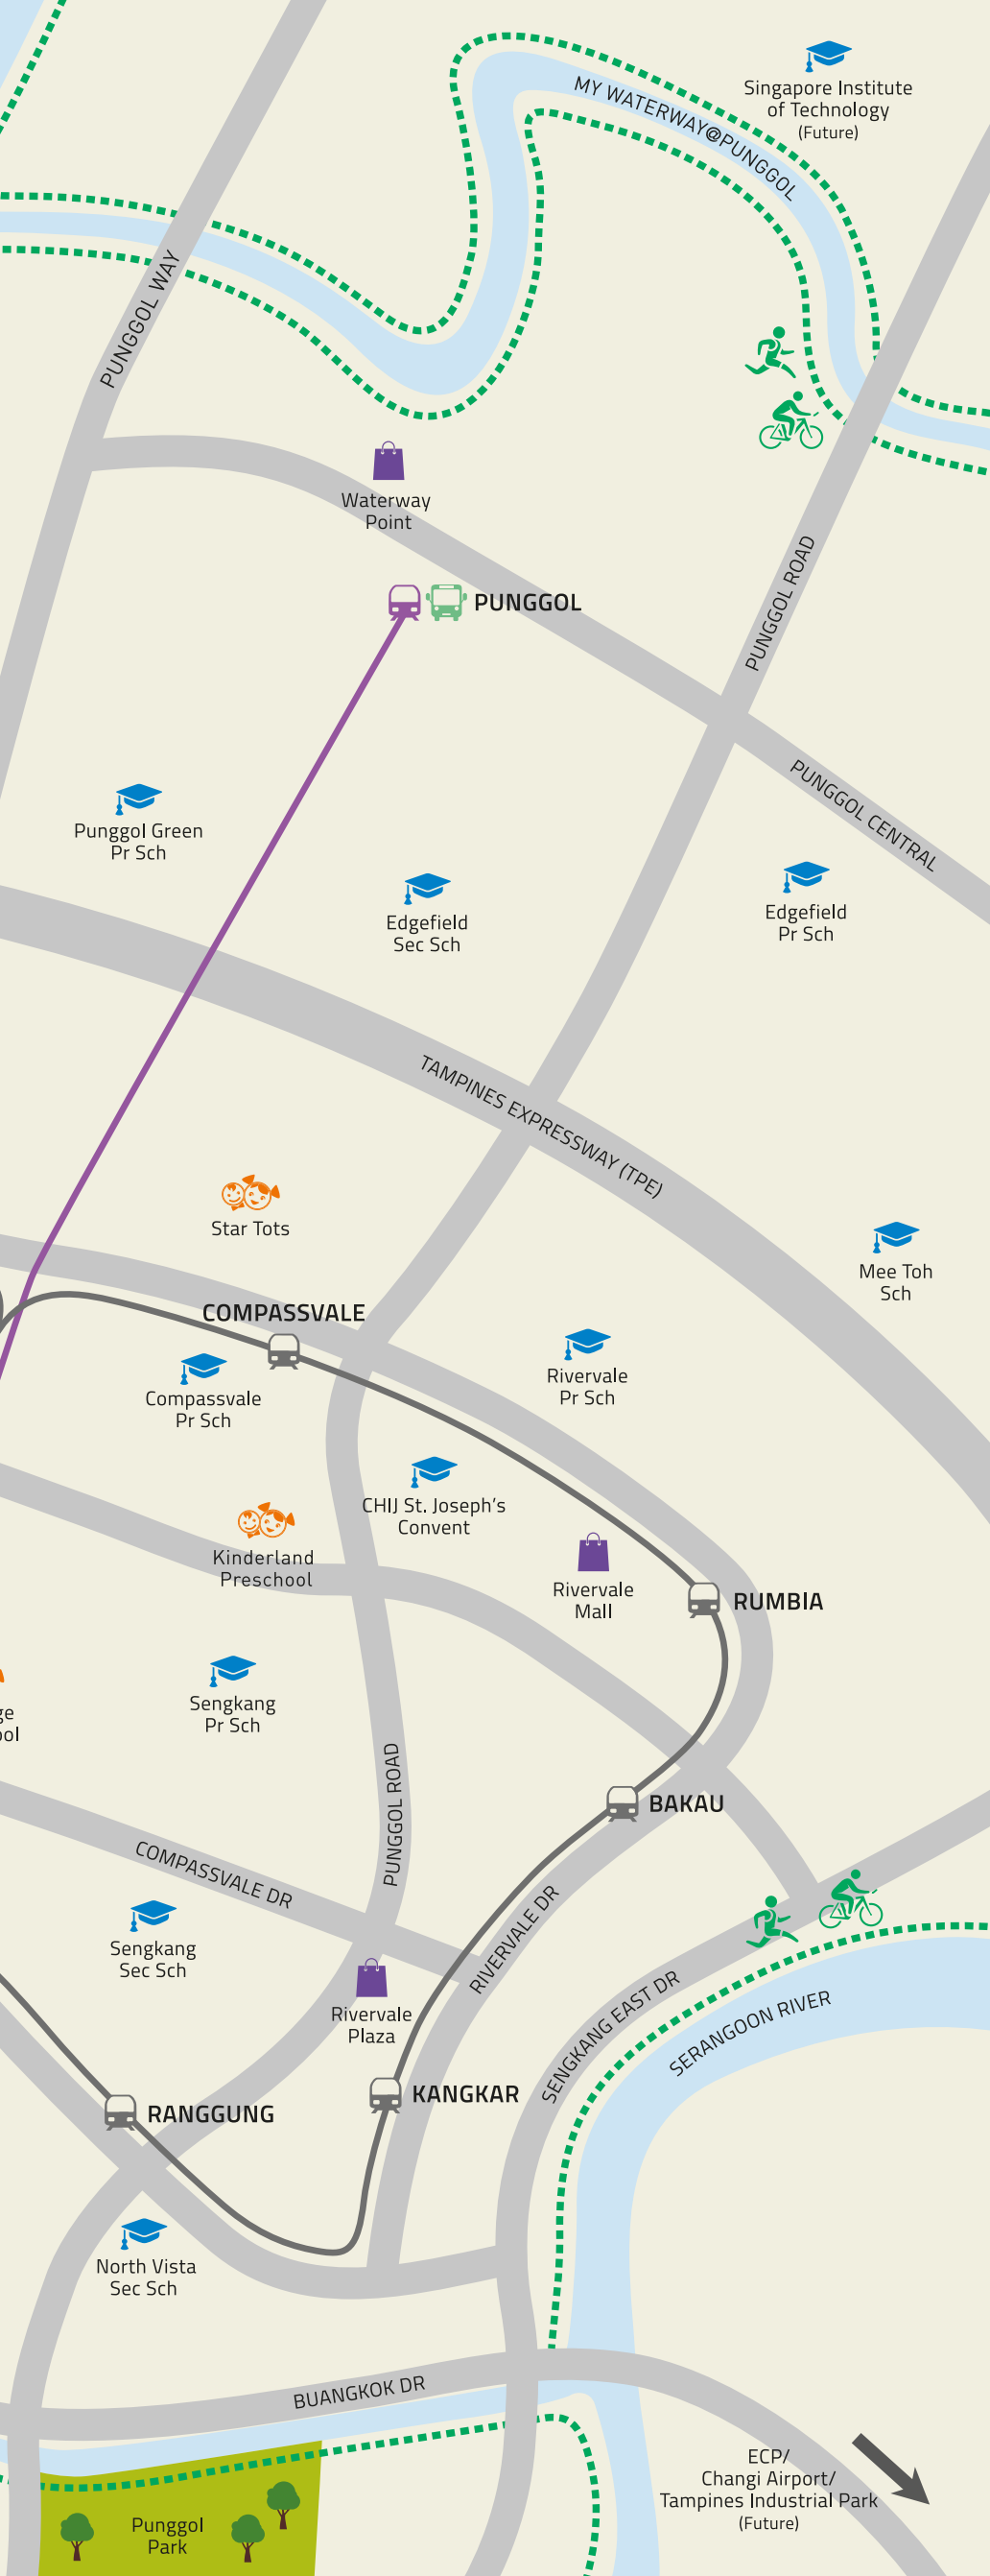 Singapore Institute
of Technology
(Future)
MY WATERWAY@PUNGGOL
PUNGGOL WAY
Waterway
Point
PUNGGOL
PUNGGOL ROAD
PUNGGOL CENTRAL
Punggol Green
Pr Sch
Edgefield
Sec Sch
Edgefield
Pr Sch
TAMPINES EXPRESSWAY (TPE)
Star Tots
Mee Toh
Sch
COMPASSVALE
Compassvale
Pr Sch
Rivervale
Pr Sch
CHIJ St. Joseph's
Convent
Kinderland
Preschool
Rivervale
Mall
RUMBIA
Sengkang
Pr Sch
ge
ool
PUNGGOL ROAD
BAKAU
COMPASSVALE DR
RIVERVALE DR
Sengkang
Sec Sch
Rivervale
Plaza
SENGKANG EAST DR
SERANGOON RIVER
KANGKAR
RANGGUNG
North Vista
Sec Sch
BUANGKOK DR
ECP/
Changi Airport/
Tampines Industrial Park
(Future)
Punggol
Park